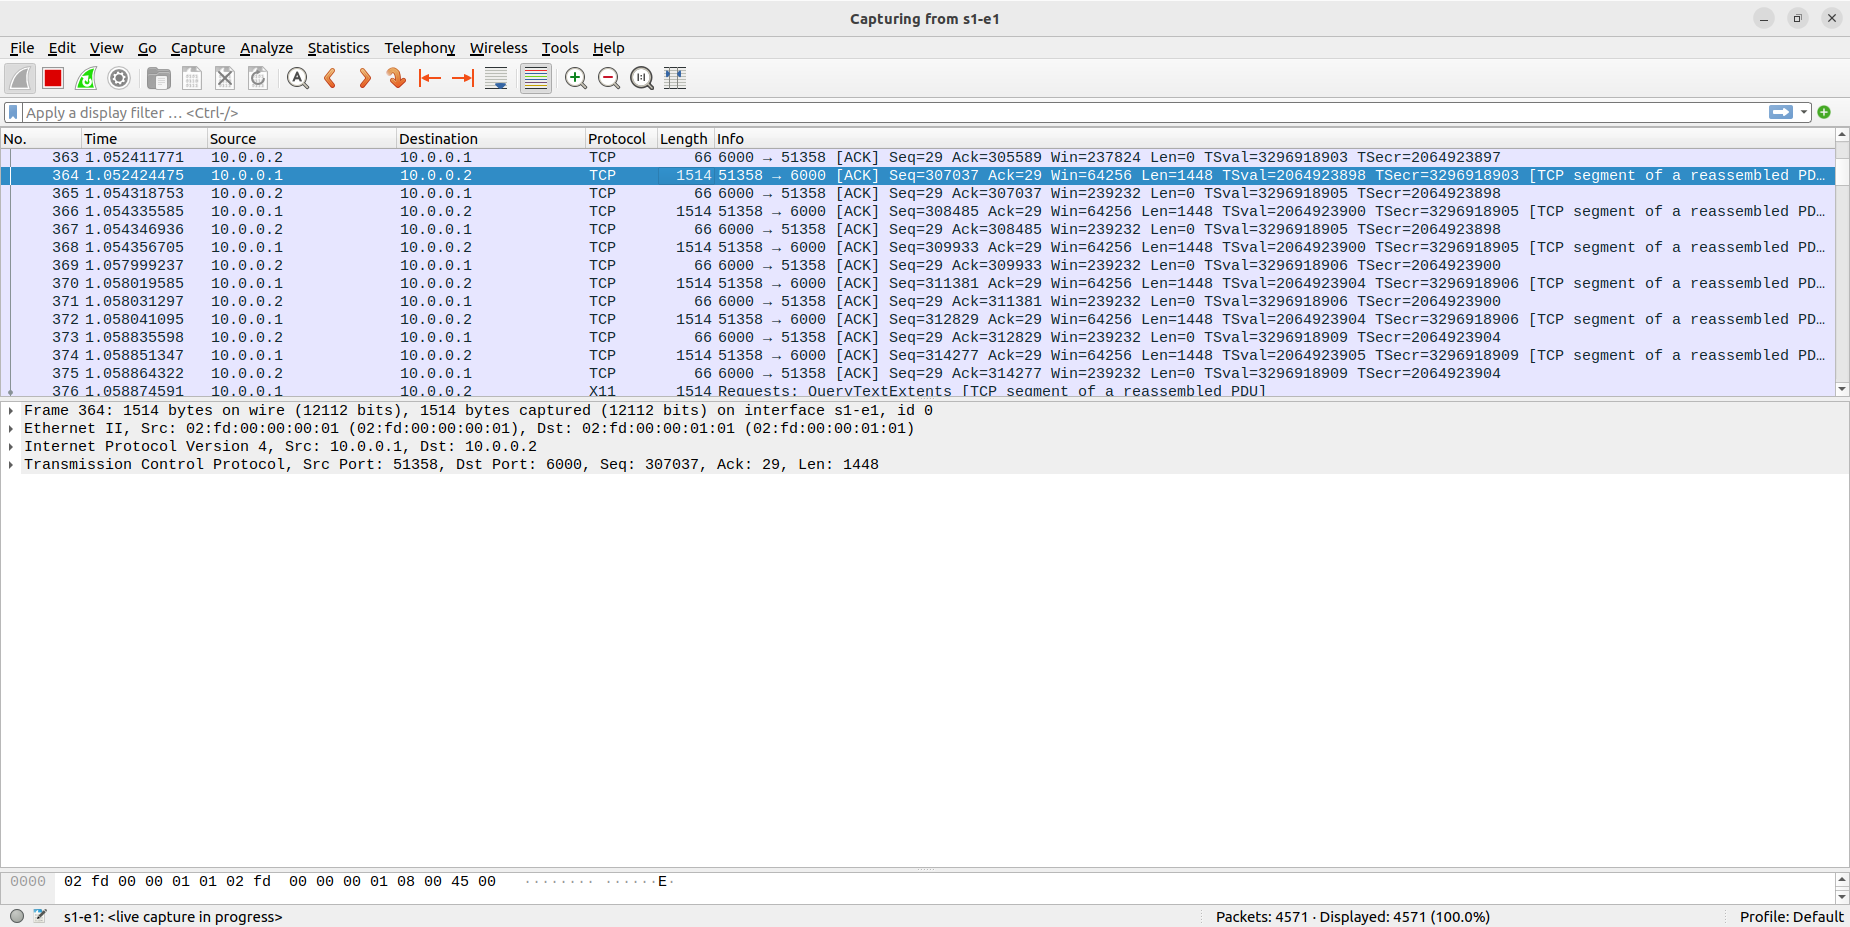 Capturing from s1-e1
File Edit View Go Capture Analyze Statistics Telephony Wireless Tools Help
Apply a display filter … <Ctrl-/>
No. Time Source Destination Protocol Length Info
363 1.052411771 10.0.0.2 10.0.0.1 TCP 66 6000 → 51358 [ACK] Seq=29 Ack=305589 Win=237824 Len=0 TSval=3296918903 TSecr=2064923897
364 1.052424475 10.0.0.1 10.0.0.2 TCP 1514 51358 → 6000 [ACK] Seq=307037 Ack=29 Win=64256 Len=1448 TSval=2064923898 TSecr=3296918903 [TCP segment of a reassembled PD…
365 1.054318753 10.0.0.2 10.0.0.1 TCP 66 6000 → 51358 [ACK] Seq=29 Ack=307037 Win=239232 Len=0 TSval=3296918905 TSecr=2064923898
366 1.054335585 10.0.0.1 10.0.0.2 TCP 1514 51358 → 6000 [ACK] Seq=308485 Ack=29 Win=64256 Len=1448 TSval=2064923900 TSecr=3296918905 [TCP segment of a reassembled PD…
367 1.054346936 10.0.0.2 10.0.0.1 TCP 66 6000 → 51358 [ACK] Seq=29 Ack=308485 Win=239232 Len=0 TSval=3296918905 TSecr=2064923898
368 1.054356705 10.0.0.1 10.0.0.2 TCP 1514 51358 → 6000 [ACK] Seq=309933 Ack=29 Win=64256 Len=1448 TSval=2064923900 TSecr=3296918905 [TCP segment of a reassembled PD…
369 1.057999237 10.0.0.2 10.0.0.1 TCP 66 6000 → 51358 [ACK] Seq=29 Ack=309933 Win=239232 Len=0 TSval=3296918906 TSecr=2064923900
370 1.058019585 10.0.0.1 10.0.0.2 TCP 1514 51358 → 6000 [ACK] Seq=311381 Ack=29 Win=64256 Len=1448 TSval=2064923904 TSecr=3296918906 [TCP segment of a reassembled PD…
371 1.058031297 10.0.0.2 10.0.0.1 TCP 66 6000 → 51358 [ACK] Seq=29 Ack=311381 Win=239232 Len=0 TSval=3296918906 TSecr=2064923900
372 1.058041095 10.0.0.1 10.0.0.2 TCP 1514 51358 → 6000 [ACK] Seq=312829 Ack=29 Win=64256 Len=1448 TSval=2064923904 TSecr=3296918906 [TCP segment of a reassembled PD…
373 1.058835598 10.0.0.2 10.0.0.1 TCP 66 6000 → 51358 [ACK] Seq=29 Ack=312829 Win=239232 Len=0 TSval=3296918909 TSecr=2064923904
374 1.058851347 10.0.0.1 10.0.0.2 TCP 1514 51358 → 6000 [ACK] Seq=314277 Ack=29 Win=64256 Len=1448 TSval=2064923905 TSecr=3296918909 [TCP segment of a reassembled PD…
375 1.058864322 10.0.0.2 10.0.0.1 TCP 66 6000 → 51358 [ACK] Seq=29 Ack=314277 Win=239232 Len=0 TSval=3296918909 TSecr=2064923904
376 1.058874591 10.0.0.1 10.0.0.2 X11 1514 Requests: QueryTextExtents [TCP segment of a reassembled PDU]
Frame 364: 1514 bytes on wire (12112 bits), 1514 bytes captured (12112 bits) on interface s1-e1, id 0
Ethernet II, Src: 02:fd:00:00:00:01 (02:fd:00:00:00:01), Dst: 02:fd:00:00:01:01 (02:fd:00:00:01:01)
Internet Protocol Version 4, Src: 10.0.0.1, Dst: 10.0.0.2
Transmission Control Protocol, Src Port: 51358, Dst Port: 6000, Seq: 307037, Ack: 29, Len: 1448
0000 02 fd 00 00 01 01 02 fd 00 00 00 01 08 00 45 00 ········ ······E·
s1-e1: <live capture in progress> Packets: 4571 · Displayed: 4571 (100.0%) Profile: Default